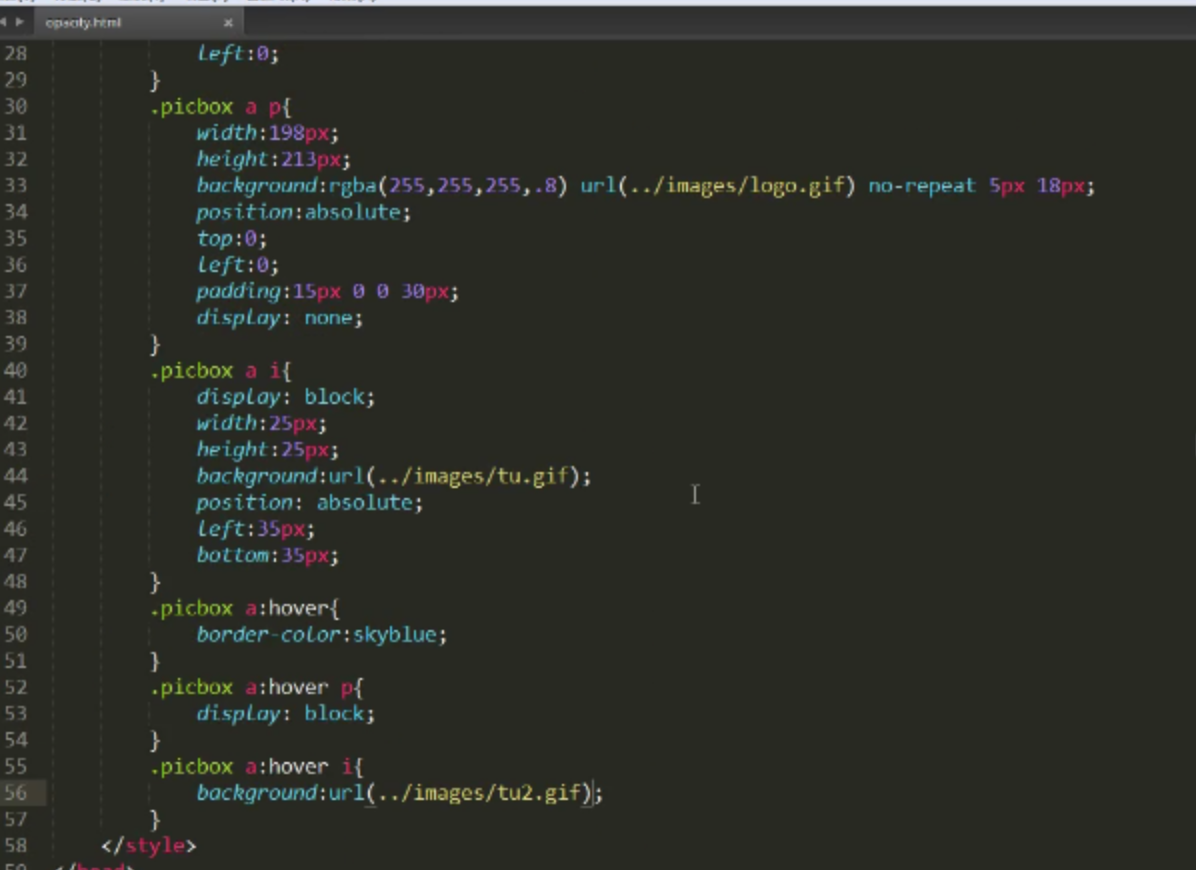 opacity.html ×
28 left:0;
29 }
30 .picbox a p{
31 width:198px;
32 height:213px;
33 background:rgba(255,255,255,.8) url(../images/logo.gif) no-repeat 5px 18px;
34 position:absolute;
35 top:0;
36 left:0;
37 padding:15px 0 0 30px;
38 display: none;
39 }
40 .picbox a i{
41 display: block;
42 width:25px;
43 height:25px;
44 background:url(../images/tu.gif);
45 position: absolute;
46 left:35px;
47 bottom:35px;
48 }
49 .picbox a:hover{
50 border-color:skyblue;
51 }
52 .picbox a:hover p{
53 display: block;
54 }
55 .picbox a:hover i{
56 background:url(../images/tu2.gif);
57 }
58 </style>
59 </head>